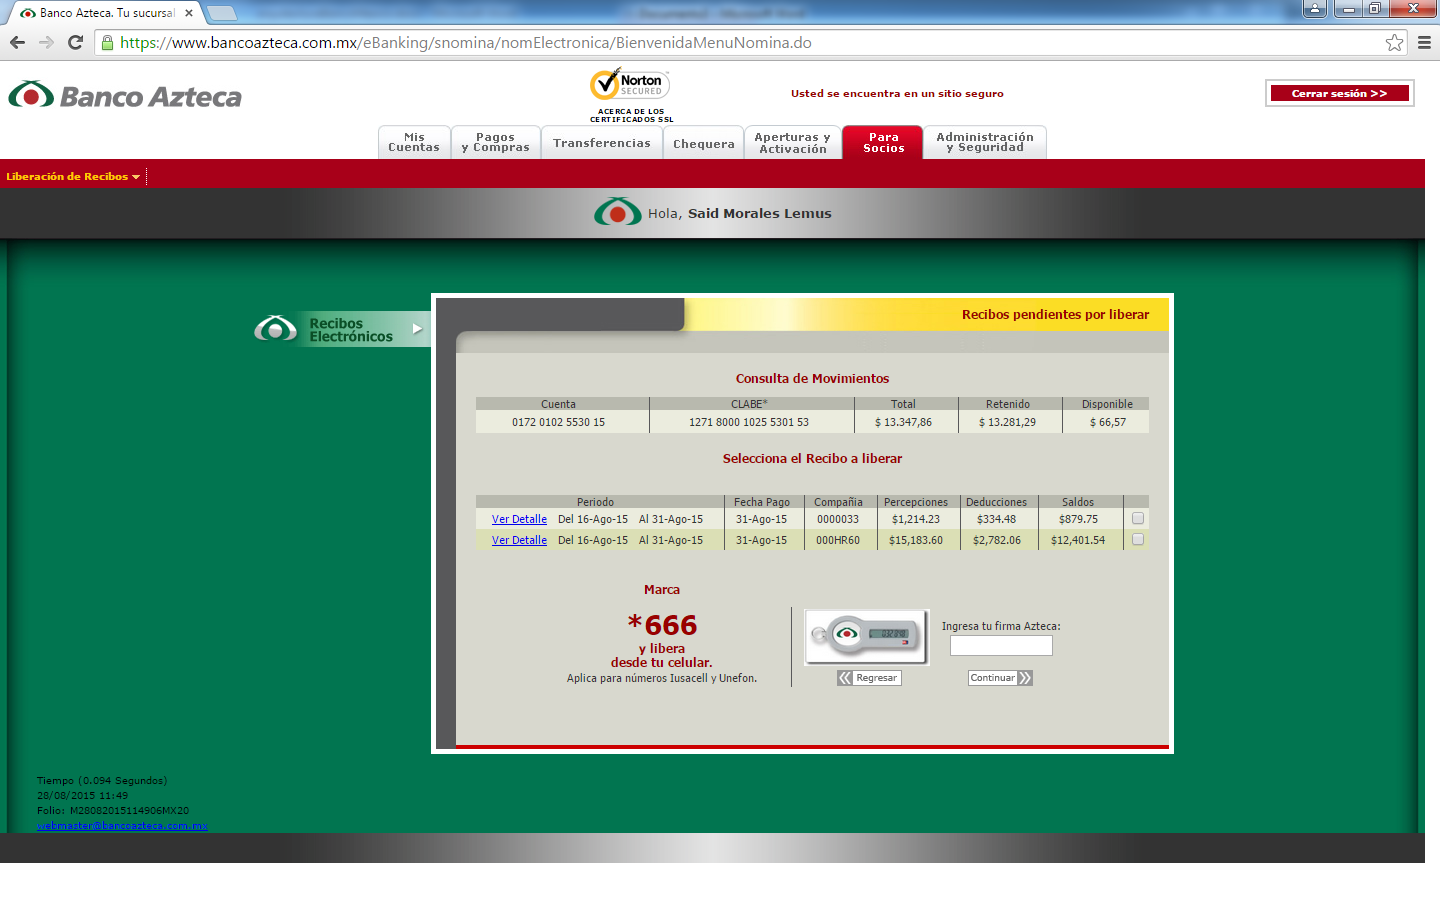 Banco Azteca. Tu sucursal
https://www.bancoazteca.com.mx/eBanking/snomina/nomElectronica/BienvenidaMenuNomina.do
Banco Azteca
Norton
SECURED
ACERCA DE LOS
CERTIFICADOS SSL
Usted se encuentra en un sitio seguro
Cerrar sesión >>
Mis Cuentas
Pagos y Compras
Transferencias
Chequera
Aperturas y Activación
Para Socios
Administración y Seguridad
Liberación de Recibos
Hola, Said Morales Lemus
Recibos
Electrónicos
Recibos pendientes por liberar
Consulta de Movimientos
Cuenta CLABE* Total Retenido Disponible
0172 0102 5530 15 1271 8000 1025 5301 53 $ 13.347,86 $ 13.281,29 $ 66,57
Selecciona el Recibo a liberar
Periodo Fecha Pago Compañia Percepciones Deducciones Saldos
Ver Detalle Del 16-Ago-15 Al 31-Ago-15 31-Ago-15 0000033 $1,214.23 $334.48 $879.75
Ver Detalle Del 16-Ago-15 Al 31-Ago-15 31-Ago-15 000HR60 $15,183.60 $2,782.06 $12,401.54
Marca
*666
y libera
desde tu celular.
Aplica para números Iusacell y Unefon.
Ingresa tu firma Azteca:
Regresar
Continuar
Tiempo (0.094 Segundos)
28/08/2015 11:49
Folio: M28082015114906MX20
webmaster@bancoazteca.com.mx